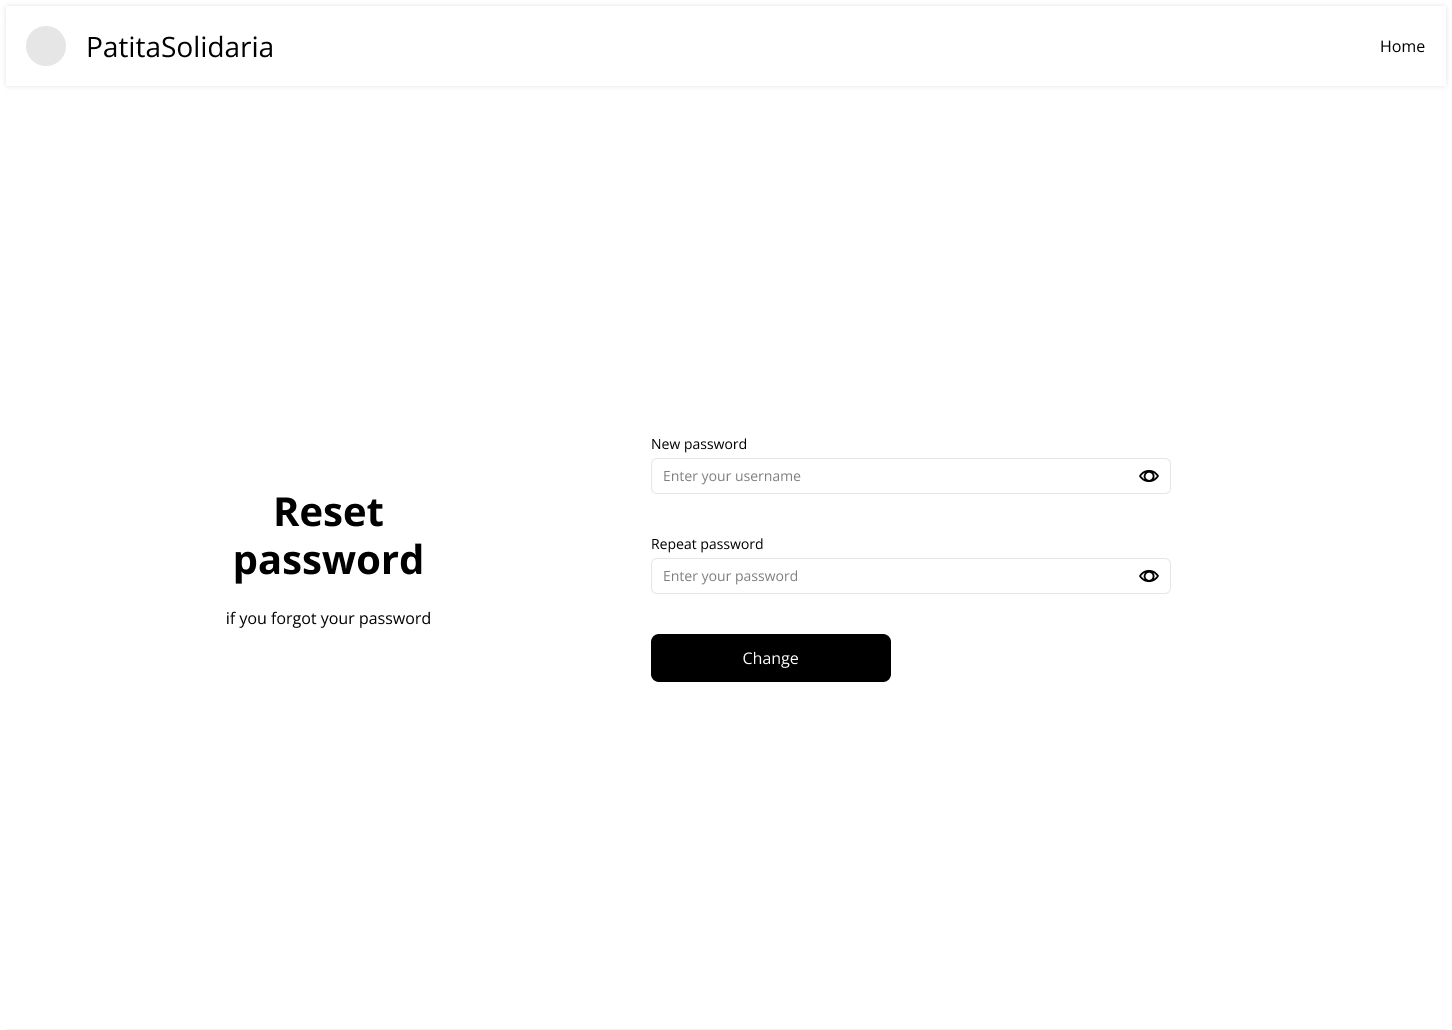 PatitaSolidaria
Home
Reset
password
if you forgot your password
New password
Enter your username
Repeat password
Enter your password
Change